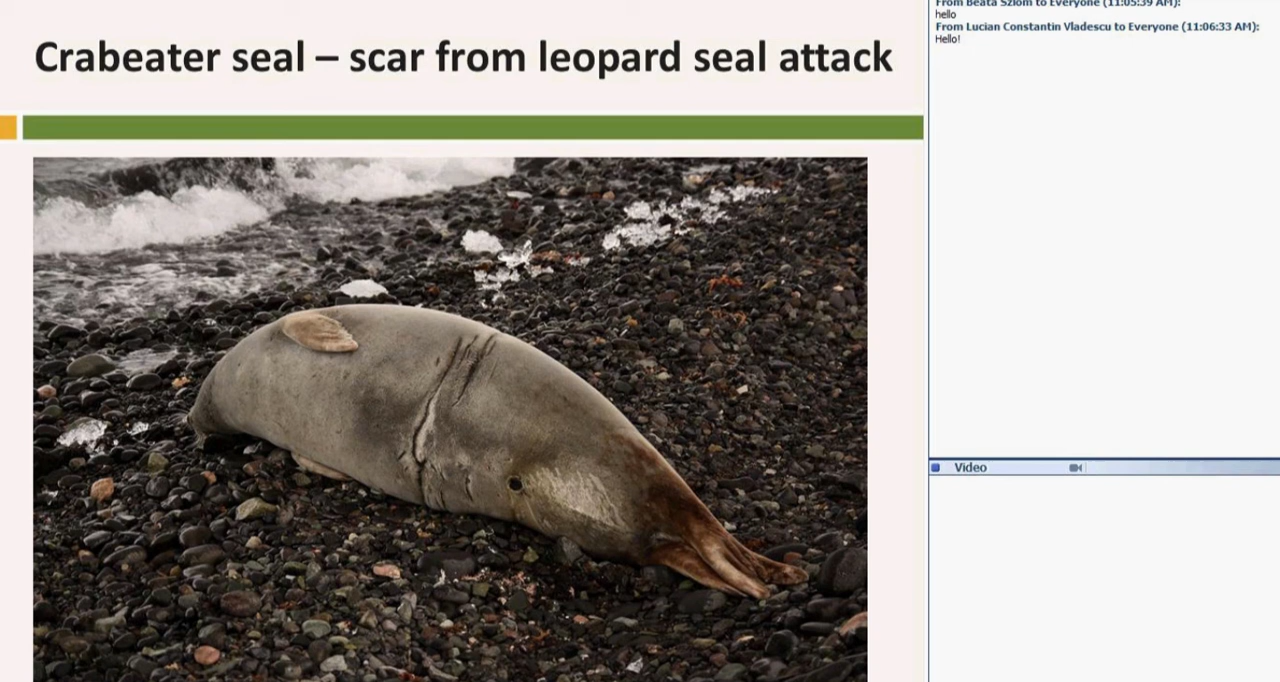 Crabeater seal – scar from leopard seal attack
From Beata Sziom to Everyone (11:05:39 AM):
hello
From Lucian Constantin Vladescu to Everyone (11:06:33 AM):
Hello!
Video